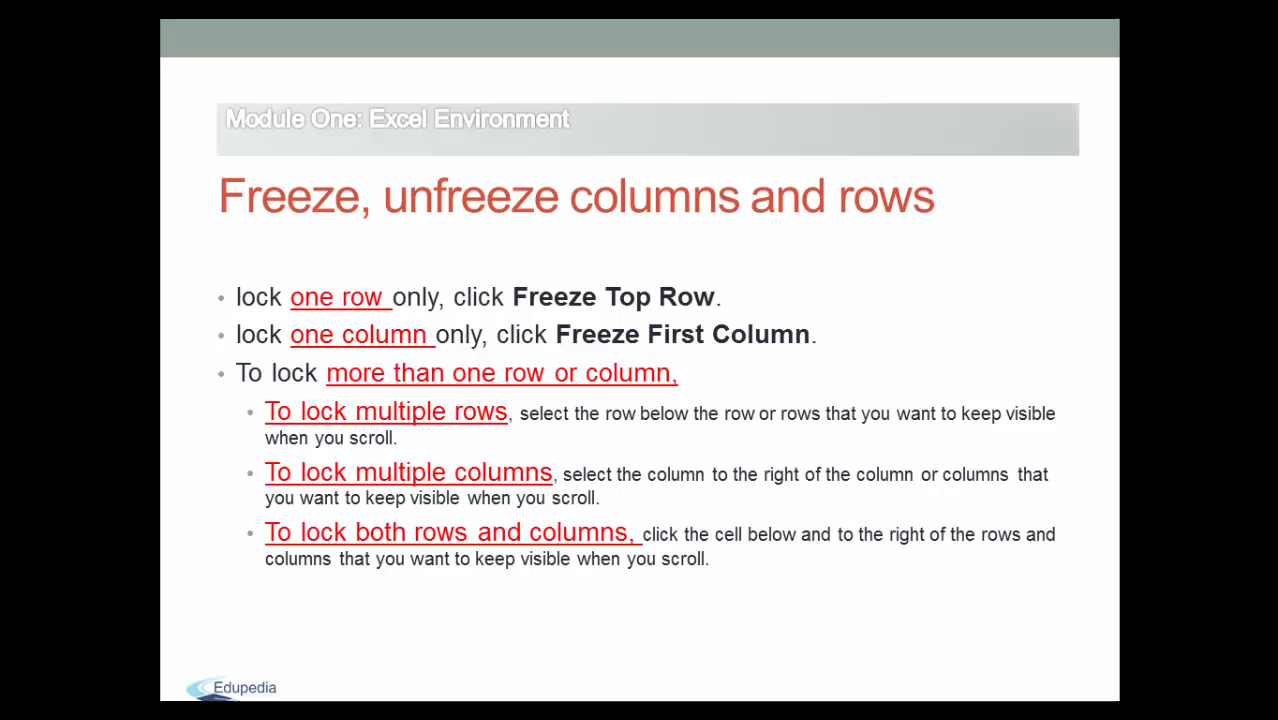 Module One: Excel Environment
Freeze, unfreeze columns and rows
• lock one row only, click Freeze Top Row.
• lock one column only, click Freeze First Column.
• To lock more than one row or column,
• To lock multiple rows, select the row below the row or rows that you want to keep visible
when you scroll.
• To lock multiple columns, select the column to the right of the column or columns that
you want to keep visible when you scroll.
• To lock both rows and columns, click the cell below and to the right of the rows and
columns that you want to keep visible when you scroll.
Edupedia